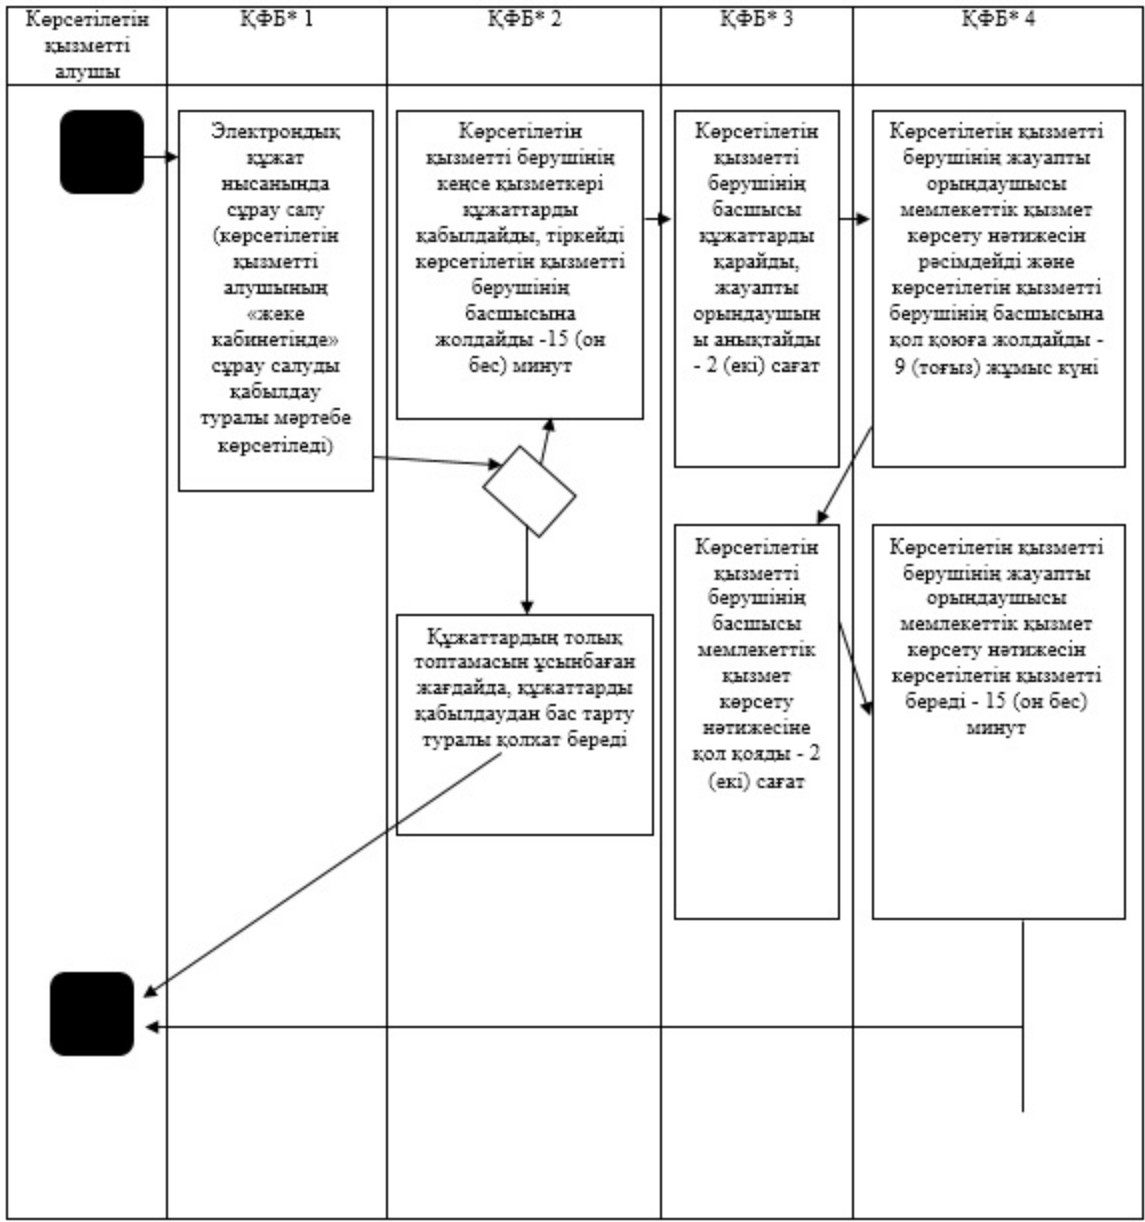 Көрсетілетін
қызметті
алушы
ҚФБ* 1
ҚФБ* 2
ҚФБ* 3
ҚФБ* 4
Электрондық
құжат
нысанында
сұрау салу
(көрсетілетін
қызметті
алушының
«жеке
кабинетінде»
сұрау салуды
қабылдау
туралы мәртебе
көрсетіледі)
Көрсетілетін
қызметті берушінің
кеңсе қызметкері
құжаттарды
қабылдайды, тіркейді
көрсетілетін қызметті
берушінің
басшысына
жолдайды -15 (он
бес) минут
Көрсетілетін
қызметті
берушінің
басшысы
құжаттарды
қарайды,
жауапты
орындаушын
ы анықтайды
- 2 (екі) сағат
Көрсетілетін қызметті
берушінің жауапты
орындаушысы
мемлекеттік қызмет
көрсету нәтижесін
рәсімдейді және
көрсетілетін қызметті
берушінің басшысына
қол қоюға жолдайды -
9 (тоғыз) жұмыс күні
Құжаттардың толық
топтамасын ұсынбаған
жағдайда, құжаттарды
қабылдаудан бас тарту
туралы қолхат береді
Көрсетілетін
қызметті
берушінің
басшысы
мемлекеттік
қызмет
көрсету
нәтижесіне
қол қояды - 2
(екі) сағат
Көрсетілетін қызметті
берушінің жауапты
орындаушысы
мемлекеттік қызмет
көрсету нәтижесін
көрсетілетін қызметті
береді - 15 (он бес)
минут